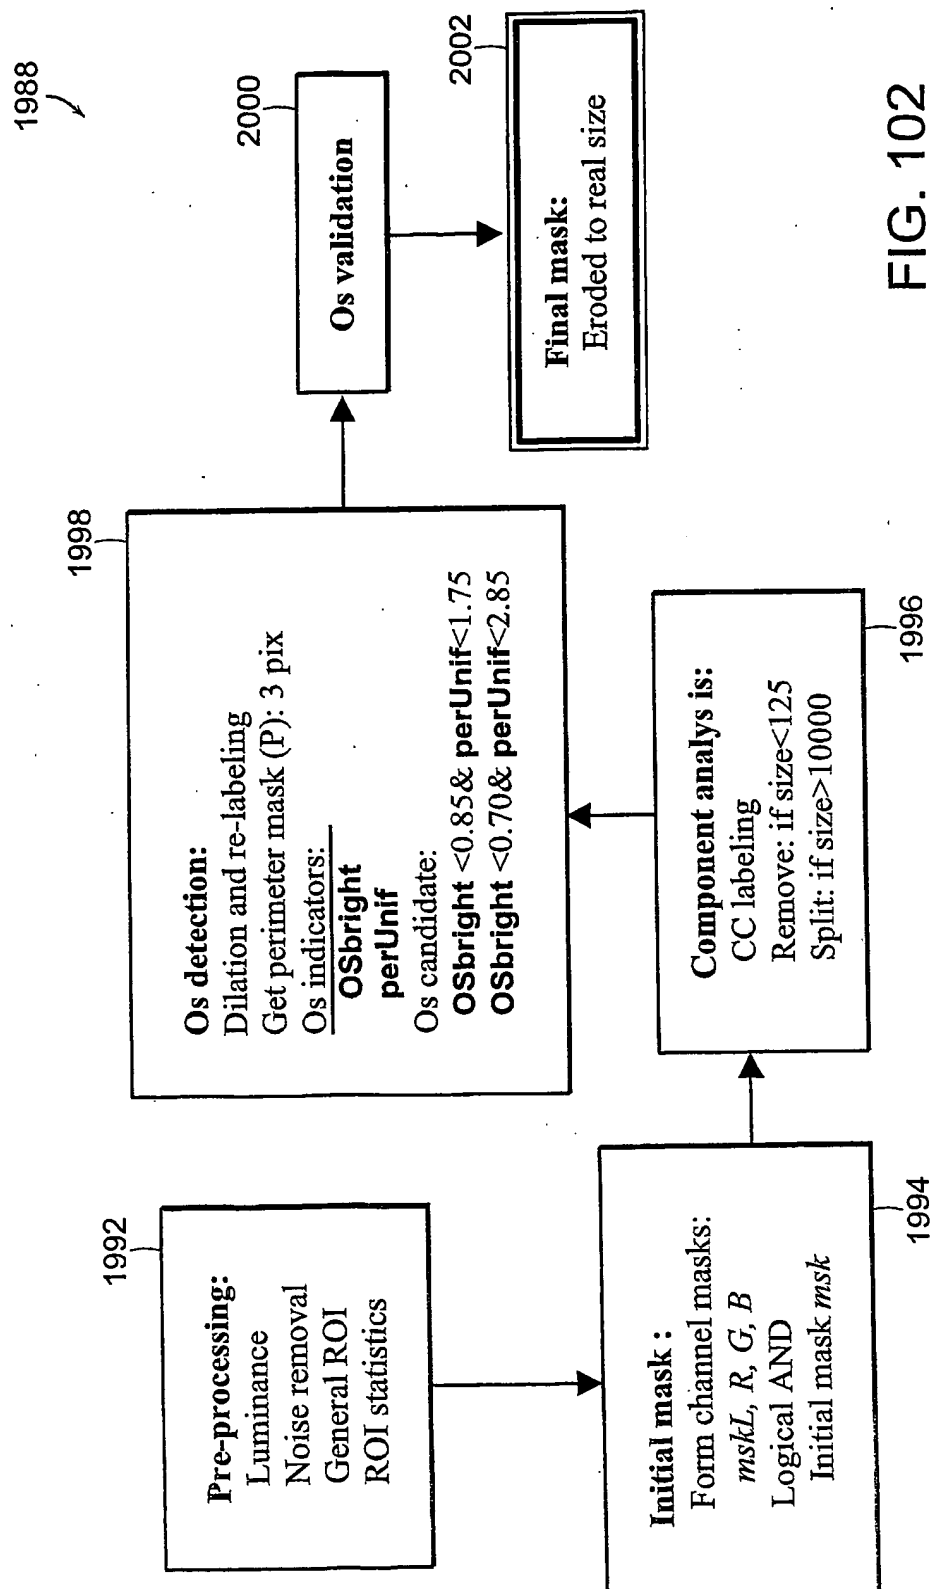 1988
1992
Pre-processing:
Luminance
Noise removal
General ROI
ROI statistics
1994
Initial mask :
Form channel masks:
mskL, R, G, B
Logical AND
Initial mask msk
1996
Component analys is:
CC labeling
Remove: if size<125
Split: if size>10000
1998
Os detection:
Dilation and re-labeling
Get perimeter mask (P): 3 pix
Os indicators:
OSbright
perUnif
Os candidate:
OSbright <0.85& perUnif<1.75
OSbright <0.70& perUnif<2.85
2000
Os validation
2002
Final mask:
Eroded to real size
FIG. 102